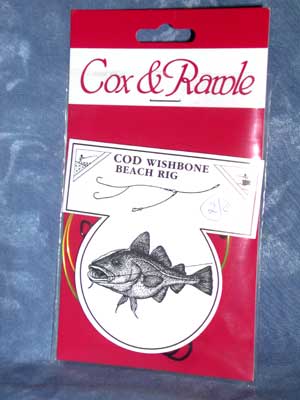 Cox & Rawle
COD WISHBONE
BEACH RIG